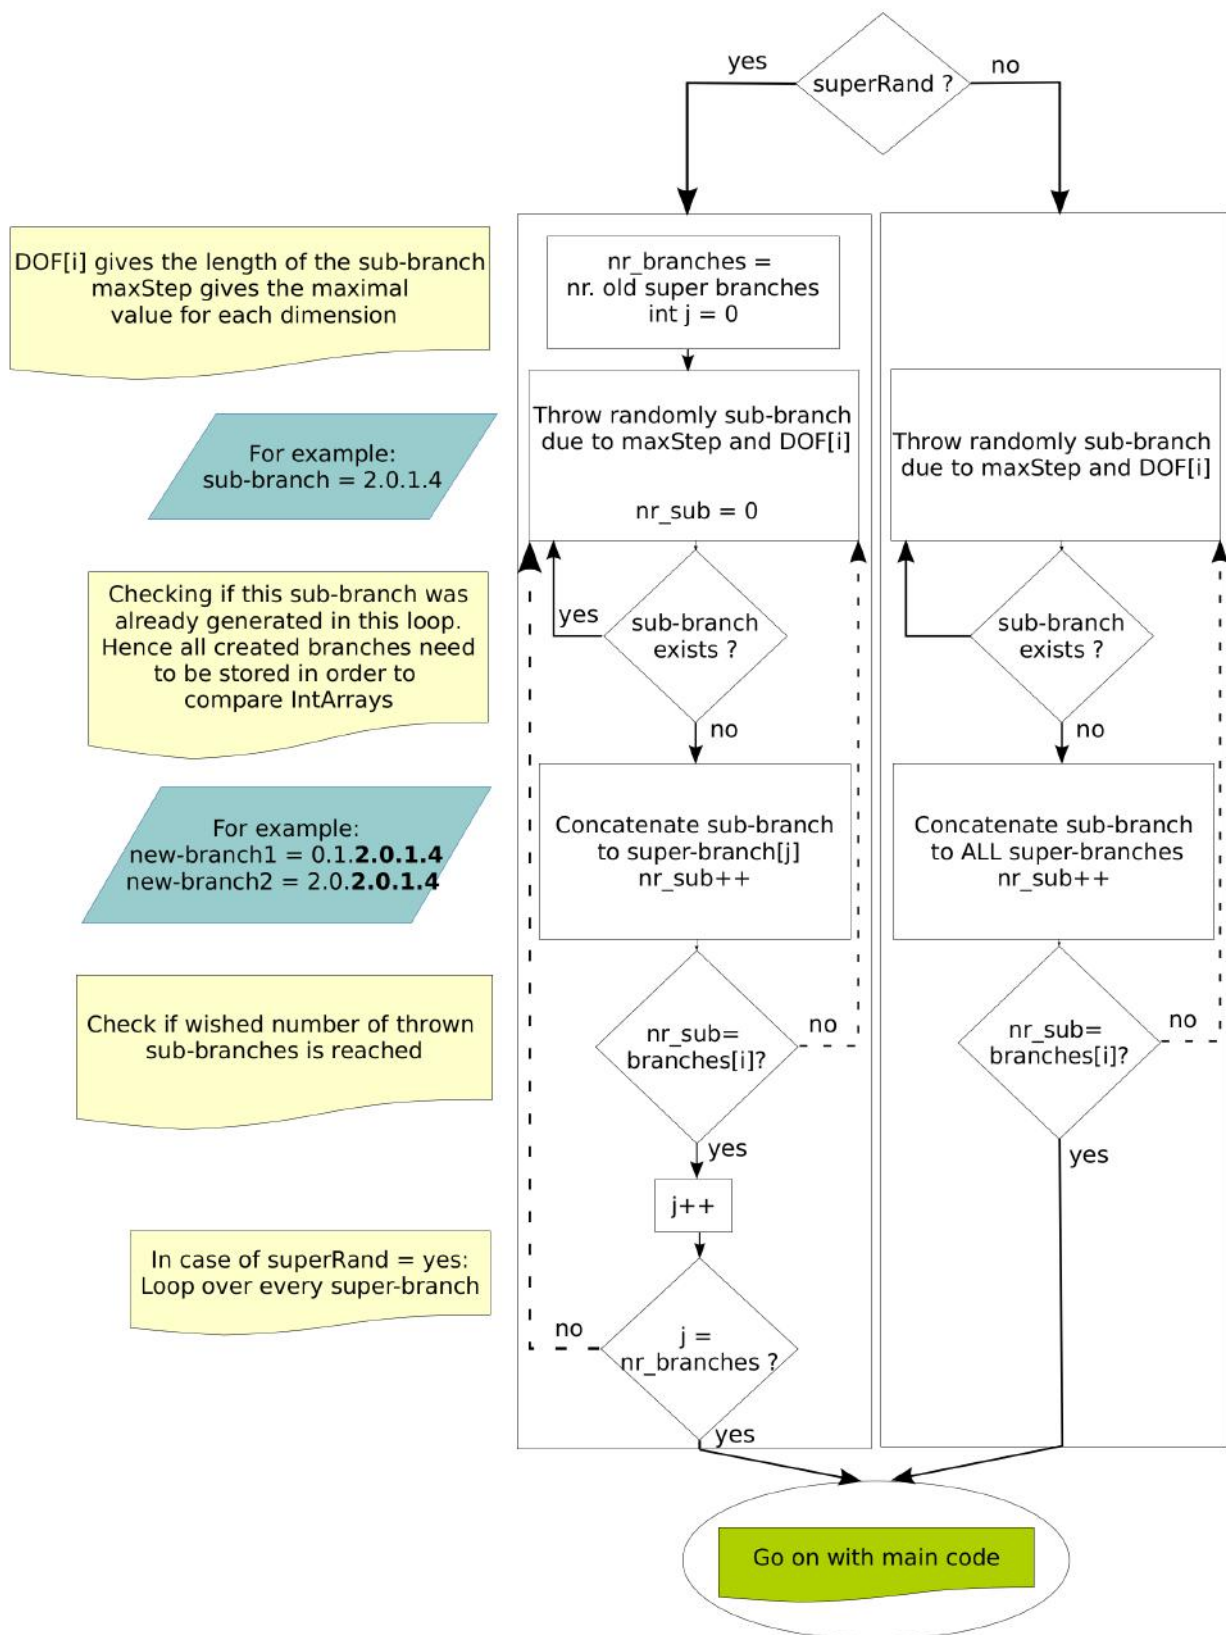 superRand ?
yes
no
DOF[i] gives the length of the sub-branch
maxStep gives the maximal
value for each dimension
For example:
sub-branch = 2.0.1.4
Checking if this sub-branch was
already generated in this loop.
Hence all created branches need
to be stored in order to
compare IntArrays
For example:
new-branch1 = 0.1.2.0.1.4
new-branch2 = 2.0.2.0.1.4
Check if wished number of thrown
sub-branches is reached
In case of superRand = yes:
Loop over every super-branch
nr_branches =
nr. old super branches
int j = 0
Throw randomly sub-branch
due to maxStep and DOF[i]
nr_sub = 0
yes
sub-branch
exists ?
no
Concatenate sub-branch
to super-branch[j]
nr_sub++
nr_sub=
branches[i]?
no
yes
j++
no
j =
nr_branches ?
yes
Throw randomly sub-branch
due to maxStep and DOF[i]
sub-branch
exists ?
no
Concatenate sub-branch
to ALL super-branches
nr_sub++
nr_sub=
branches[i]?
no
yes
Go on with main code